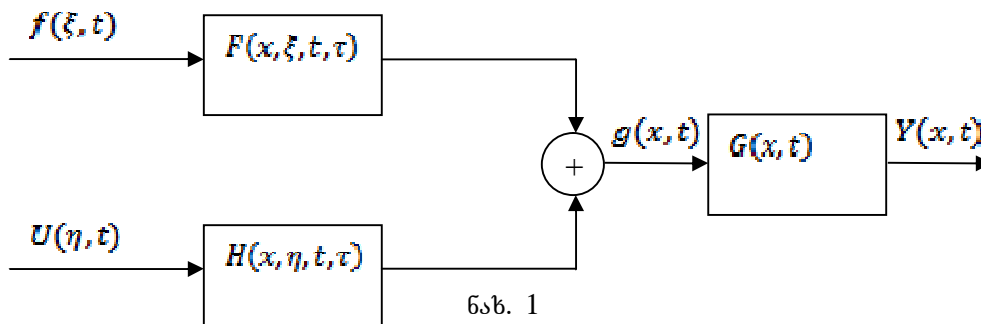 f(ξ,t)
F(x,ξ,t,τ)
+
g(x,t)
G(x,t)
Y(x,t)
U(η,t)
H(x,η,t,τ)
ნახ. 1